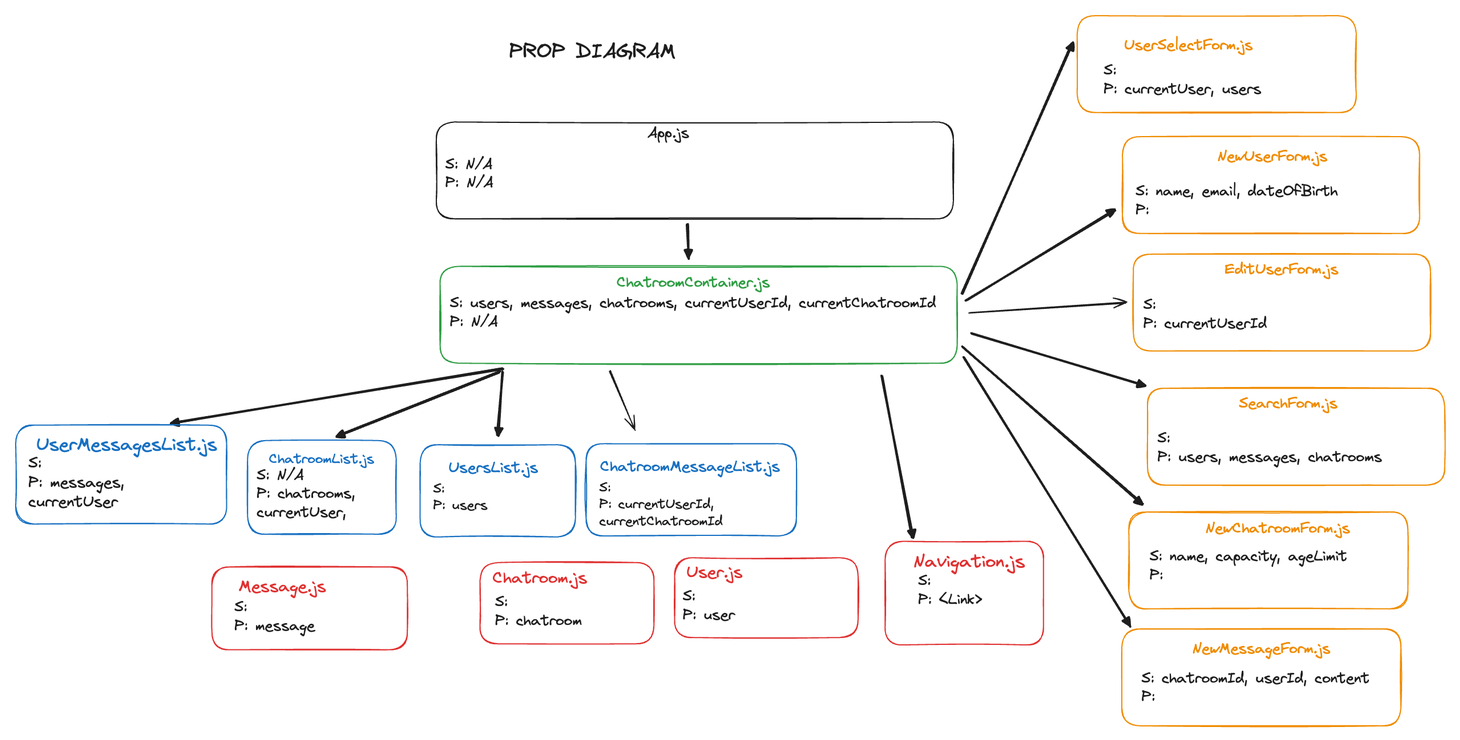 PROP DIAGRAM
App.js
S: N/A
P: N/A
ChatroomContainer.js
S: users, messages, chatrooms, currentUserId, currentChatroomId
P: N/A
UserSelectForm.js
S:
P: currentUser, users
NewUserForm.js
S: name, email, dateOfBirth
P:
EditUserForm.js
S:
P: currentUserId
SearchForm.js
S:
P: users, messages, chatrooms
NewChatroomForm.js
S: name, capacity, ageLimit
P:
NewMessageForm.js
S: chatroomId, userId, content
P:
UserMessagesList.js
S:
P: messages,
currentUser
ChatroomList.js
S: N/A
P: chatrooms,
currentUser,
UsersList.js
S:
P: users
ChatroomMessageList.js
S:
P: currentUserId,
currentChatroomId
Message.js
S:
P: message
Chatroom.js
S:
P: chatroom
User.js
S:
P: user
Navigation.js
S:
P: <Link>